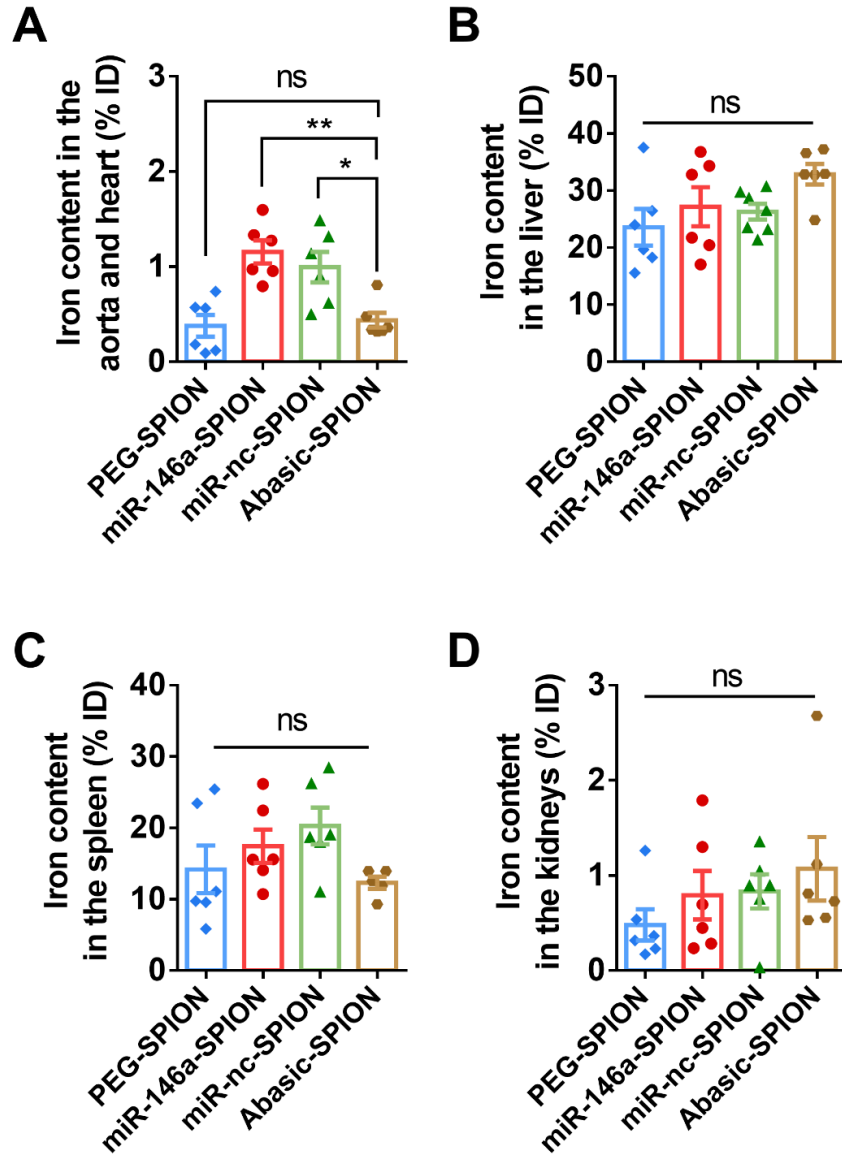 A
Iron content in the
aorta and heart (% ID)
3
2
1
0
ns
**
*
PEG-SPION
miR-146a-SPION
miR-nc-SPION
Abasic-SPION
B
Iron content
in the liver (% ID)
50
40
30
20
10
0
ns
PEG-SPION
miR-146a-SPION
miR-nc-SPION
Abasic-SPION
C
Iron content
in the spleen (% ID)
40
30
20
10
0
ns
PEG-SPION
miR-146a-SPION
miR-nc-SPION
Abasic-SPION
D
Iron content
in the kidneys (% ID)
3
2
1
0
ns
PEG-SPION
miR-146a-SPION
miR-nc-SPION
Abasic-SPION